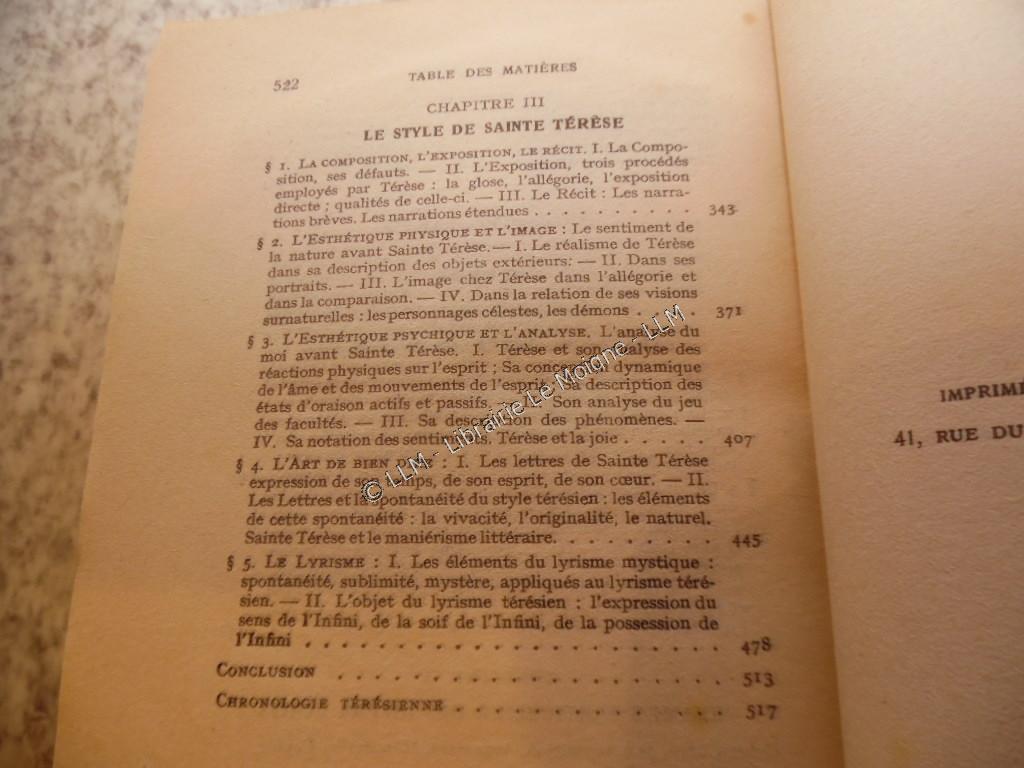 522 TABLE DES MATIÈRES
CHAPITRE III
LE STYLE DE SAINTE TÉRÈSE
§ 1. LA COMPOSITION, L'EXPOSITION, LE RÉCIT. I. La Compo-
sition, ses défauts. — II. L'Exposition, trois procédés
employés par Térèse : la glose, l'allégorie, l'exposition
directe ; qualités de celle-ci. — III. Le Récit : Les narra-
tions brèves. Les narrations étendues . . . . . . . . . . 343
§ 2. L'ESTHÉTIQUE PHYSIQUE ET L'IMAGE : Le sentiment de
la nature avant Sainte Térèse. — I. Le réalisme de Térèse
dans sa description des objets extérieurs: — II. Dans ses
portraits. — III. L'image chez Térèse dans l'allégorie et
dans la comparaison. — IV. Dans la relation de ses visions
surnaturelles : les personnages célestes, les démons . . . . 371
§ 3. L'ESTHÉTIQUE PSYCHIQUE ET L'ANALYSE. L'analyse du
moi avant Sainte Térèse. I. Térèse et son analyse des
réactions physiques sur l'esprit ; Sa conception dynamique
de l'âme et des mouvements de l'esprit. Sa description des
états d'oraison actifs et passifs. — II. Son analyse du jeu
des facultés. — III. Sa description des phénomènes. —
IV. Sa notation des sentiments. Térèse et la joie . . . . . 407
§ 4. L'ART DE BIEN DIRE : I. Les lettres de Sainte Térèse
expression de ses temps, de son esprit, de son cœur. — II.
Les Lettres et la spontanéité du style térésien : les éléments
de cette spontanéité : la vivacité, l'originalité, le naturel.
Sainte Térèse et le maniérisme littéraire. . . . . . . . . 445
§ 5. LE LYRISME : I. Les éléments du lyrisme mystique :
spontanéité, sublimité, mystère, appliqués au lyrisme téré-
sien. — II. L'objet du lyrisme térésien : l'expression du
sens de l'Infini, de la soif de l'Infini, de la possession de
l'Infini . . . . . . . . . . . . . . . . . . 478
CONCLUSION . . . . . . . . . . . . . . . . . 513
CHRONOLOGIE TÉRÉSIENNE . . . . . . . . . . . . 517
IMPRIME
41, RUE DU
© LLM - Librairie Le Moigne - LLM